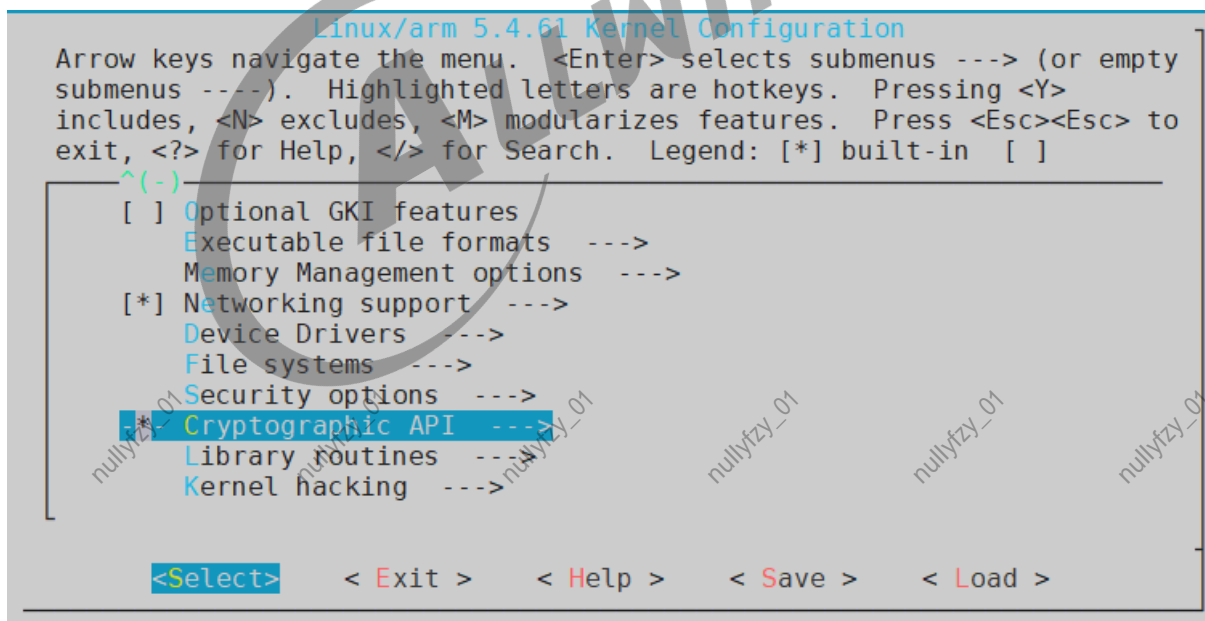 Linux/arm 5.4.61 Kernel Configuration
Arrow keys navigate the menu.  <Enter> selects submenus ---> (or empty
submenus ----).  Highlighted letters are hotkeys.  Pressing <Y>
includes, <N> excludes, <M> modularizes features.  Press <Esc><Esc> to
exit, <?> for Help, </> for Search.  Legend: [*] built-in  [ ]
^(-)
[ ] Optional GKI features
Executable file formats  --->
Memory Management options  --->
[*] Networking support  --->
Device Drivers  --->
File systems  --->
Security options  --->
-*- Cryptographic API  --->
Library routines  --->
Kernel hacking  --->
<Select>    < Exit >    < Help >    < Save >    < Load >
nullyfzy_01 nullyfzy_01 nullyfzy_01 nullyfzy_01 nullyfzy_01 nullyfzy_01